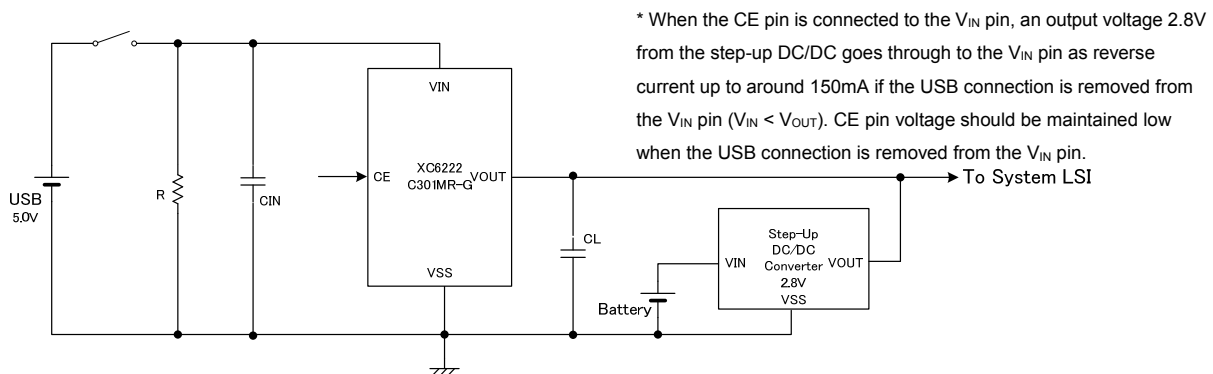 * When the CE pin is connected to the VIN pin, an output voltage 2.8V
from the step-up DC/DC goes through to the VIN pin as reverse
current up to around 150mA if the USB connection is removed from
the VIN pin (VIN < VOUT). CE pin voltage should be maintained low
when the USB connection is removed from the VIN pin.
VIN
CE
XC6222
C301MR-G
VOUT
VSS
USB
5.0V
R
CIN
CL
To System LSI
Step-Up
DC/DC
Converter
2.8V
VIN
VOUT
VSS
Battery